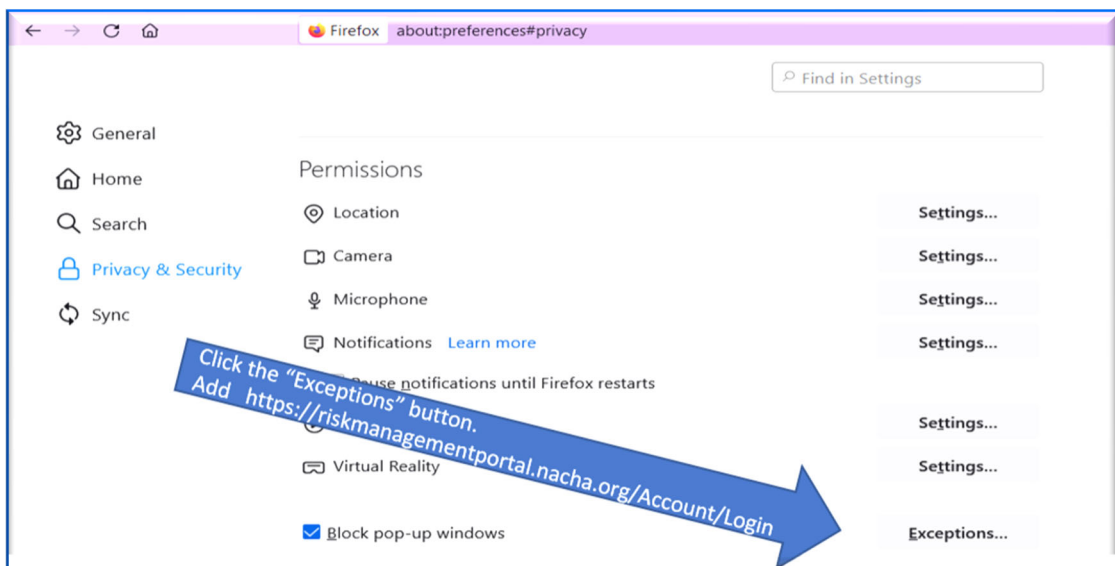 Firefox about:preferences#privacy
Find in Settings
General
Home
Search
Privacy & Security
Sync
Permissions
Location Settings...
Camera Settings...
Microphone Settings...
Notifications Learn more Settings...
Pause notifications until Firefox restarts
Settings...
Virtual Reality Settings...
Block pop-up windows Exceptions...
Click the “Exceptions” button.
Add https://riskmanagementportal.nacha.org/Account/Login